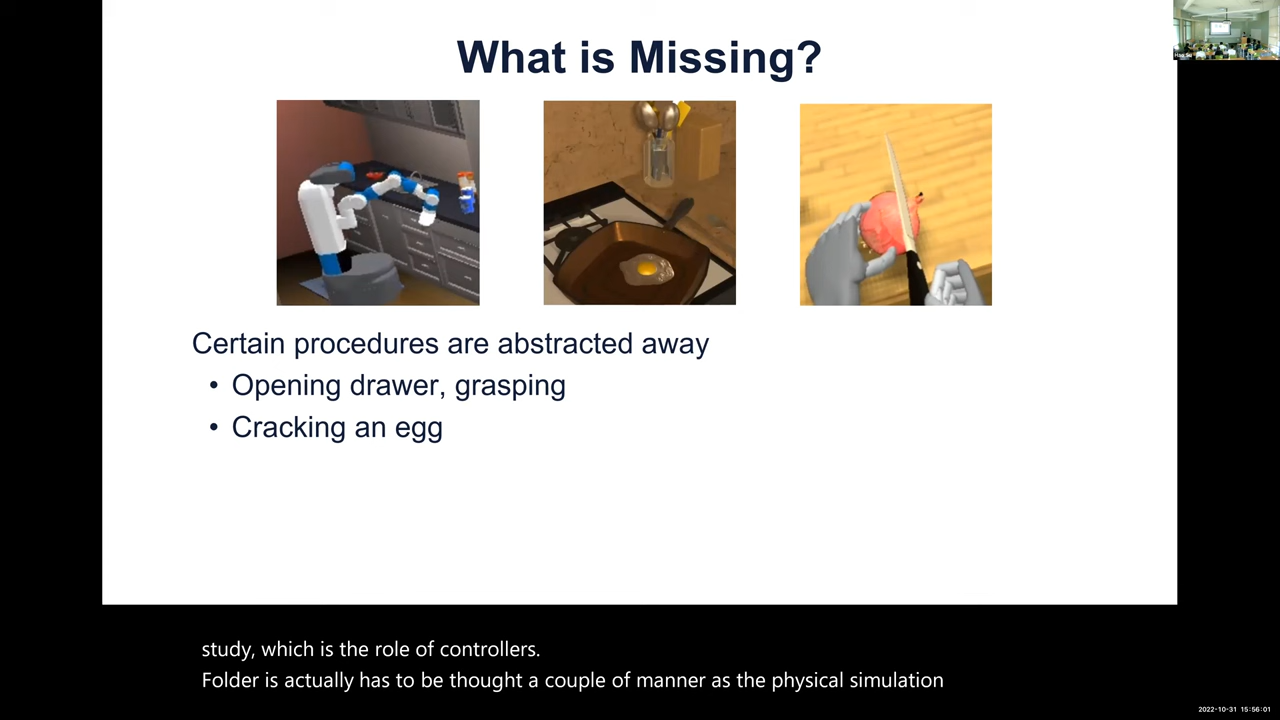 What is Missing?
Certain procedures are abstracted away
• Opening drawer, grasping
• Cracking an egg
study, which is the role of controllers.
Folder is actually has to be thought a couple of manner as the physical simulation
2022-10-31 15:56:01